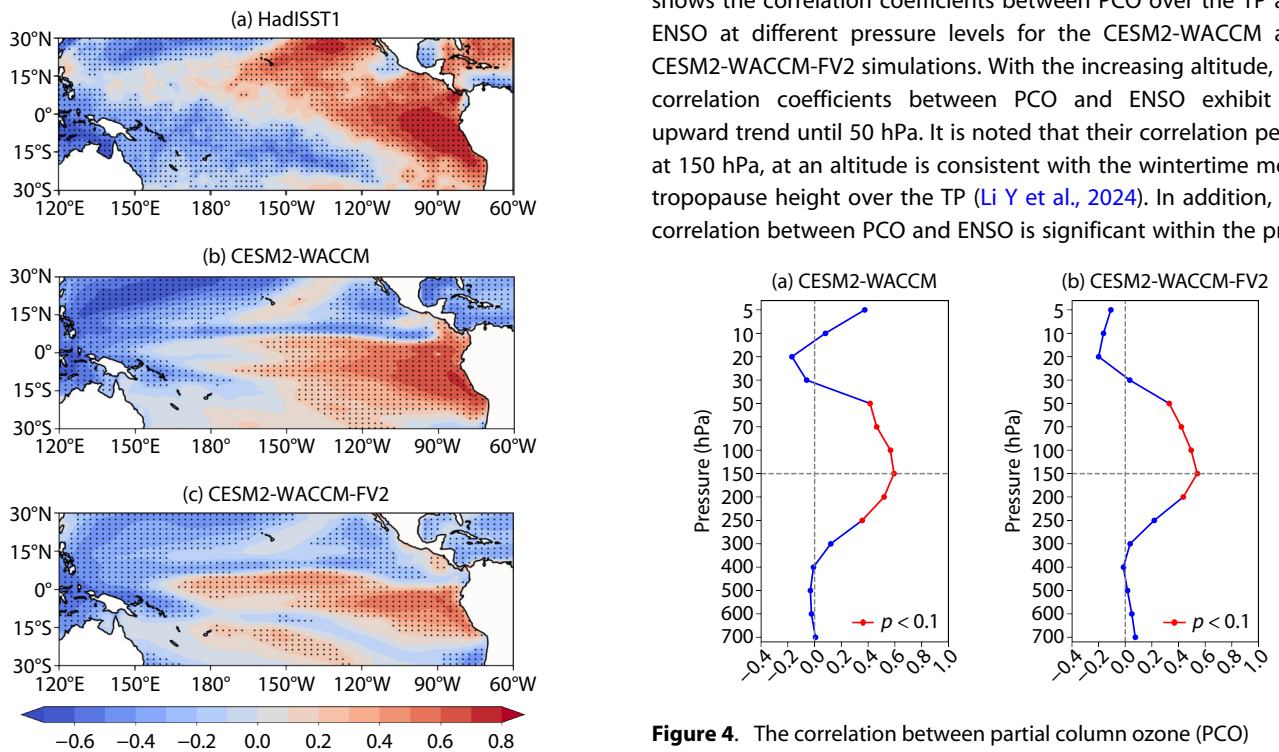 (a) HadISST1
30°N
15°N
0°
15°S
30°S
120°E 150°E 180° 150°W 120°W 90°W 60°W
(b) CESM2-WACCM
30°N
15°N
0°
15°S
30°S
120°E 150°E 180° 150°W 120°W 90°W 60°W
(c) CESM2-WACCM-FV2
30°N
15°N
0°
15°S
30°S
120°E 150°E 180° 150°W 120°W 90°W 60°W
−0.6 −0.4 −0.2 0.0 0.2 0.4 0.6 0.8
shows the correlation coefficients between PCO over the TP
ENSO at different pressure levels for the CESM2-WACCM
CESM2-WACCM-FV2 simulations. With the increasing altitude,
correlation coefficients between PCO and ENSO exhibit
upward trend until 50 hPa. It is noted that their correlation
at 150 hPa, at an altitude is consistent with the wintertime
tropopause height over the TP (Li Y et al., 2024). In addition,
correlation between PCO and ENSO is significant within the
(a) CESM2-WACCM
Pressure (hPa)
5
10
20
30
50
70
100
150
200
250
300
400
500
600
700
p < 0.1
−0.4 −0.2 0.0 0.2 0.4 0.6 0.8 1.0
(b) CESM2-WACCM-FV2
Pressure (hPa)
5
10
20
30
50
70
100
150
200
250
300
400
500
600
700
p < 0.1
−0.4 −0.2 0.0 0.2 0.4 0.6 0.8 1.0
Figure 4. The correlation between partial column ozone (PCO)